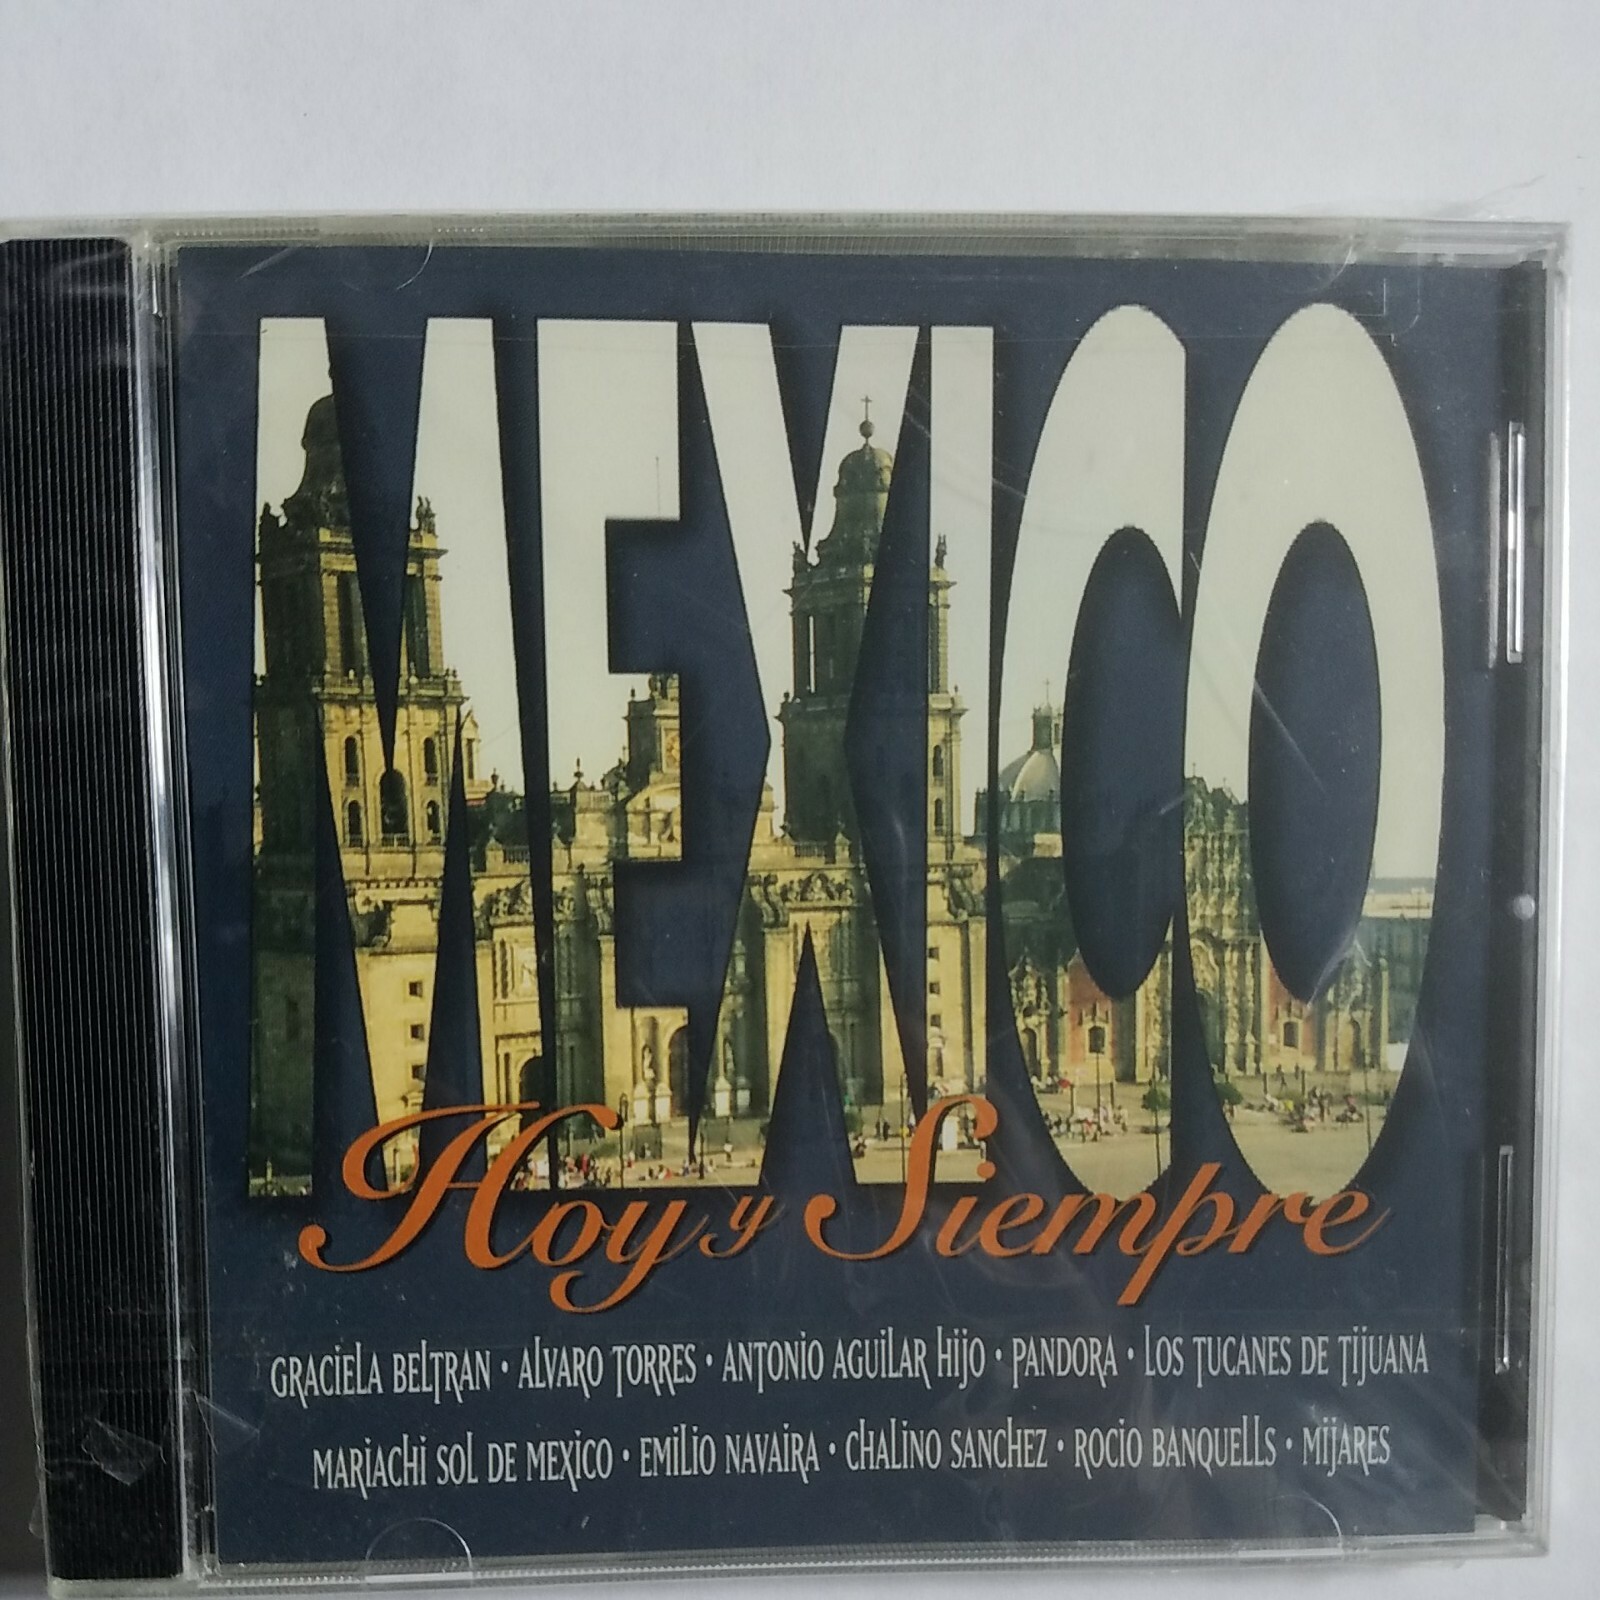 MEXICO
Hoy y Siempre
GRACIELA BELTRAN • ALVARO TORRES • ANTONIO AGUILAR HIJO • PANDORA • LOS TUCANES DE TIJUANA
MARIACHI SOL DE MEXICO • EMILIO NAVAIRA • CHALINO SANCHEZ • ROCIO BANQUELLS • MIJARES